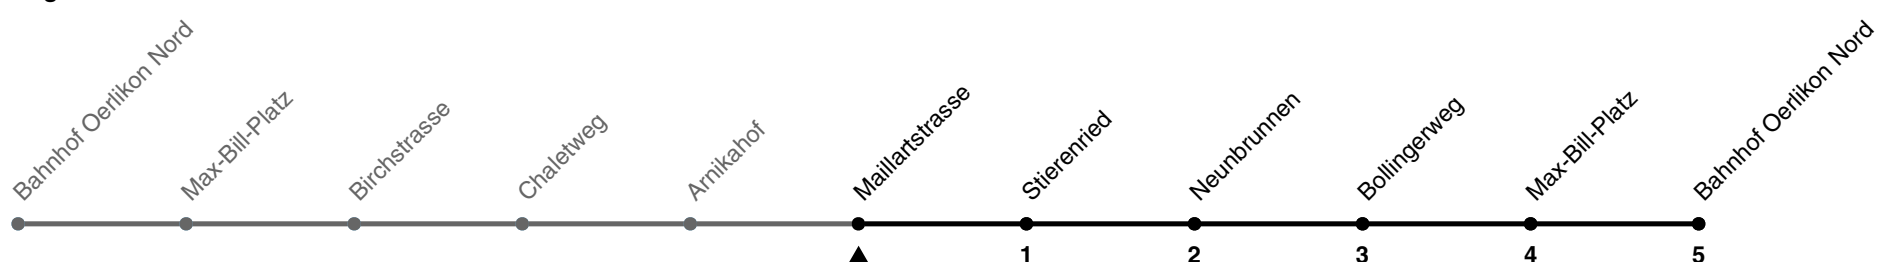 Bahnhof Oerlikon Nord
Max-Bill-Platz
Birchstrasse
Chaletweg
Arnikahof
Maillartstrasse
Stierenried
Neunbrunnen
Bollingerweg
Max-Bill-Platz
Bahnhof Oerlikon Nord
1 2 3 4 5